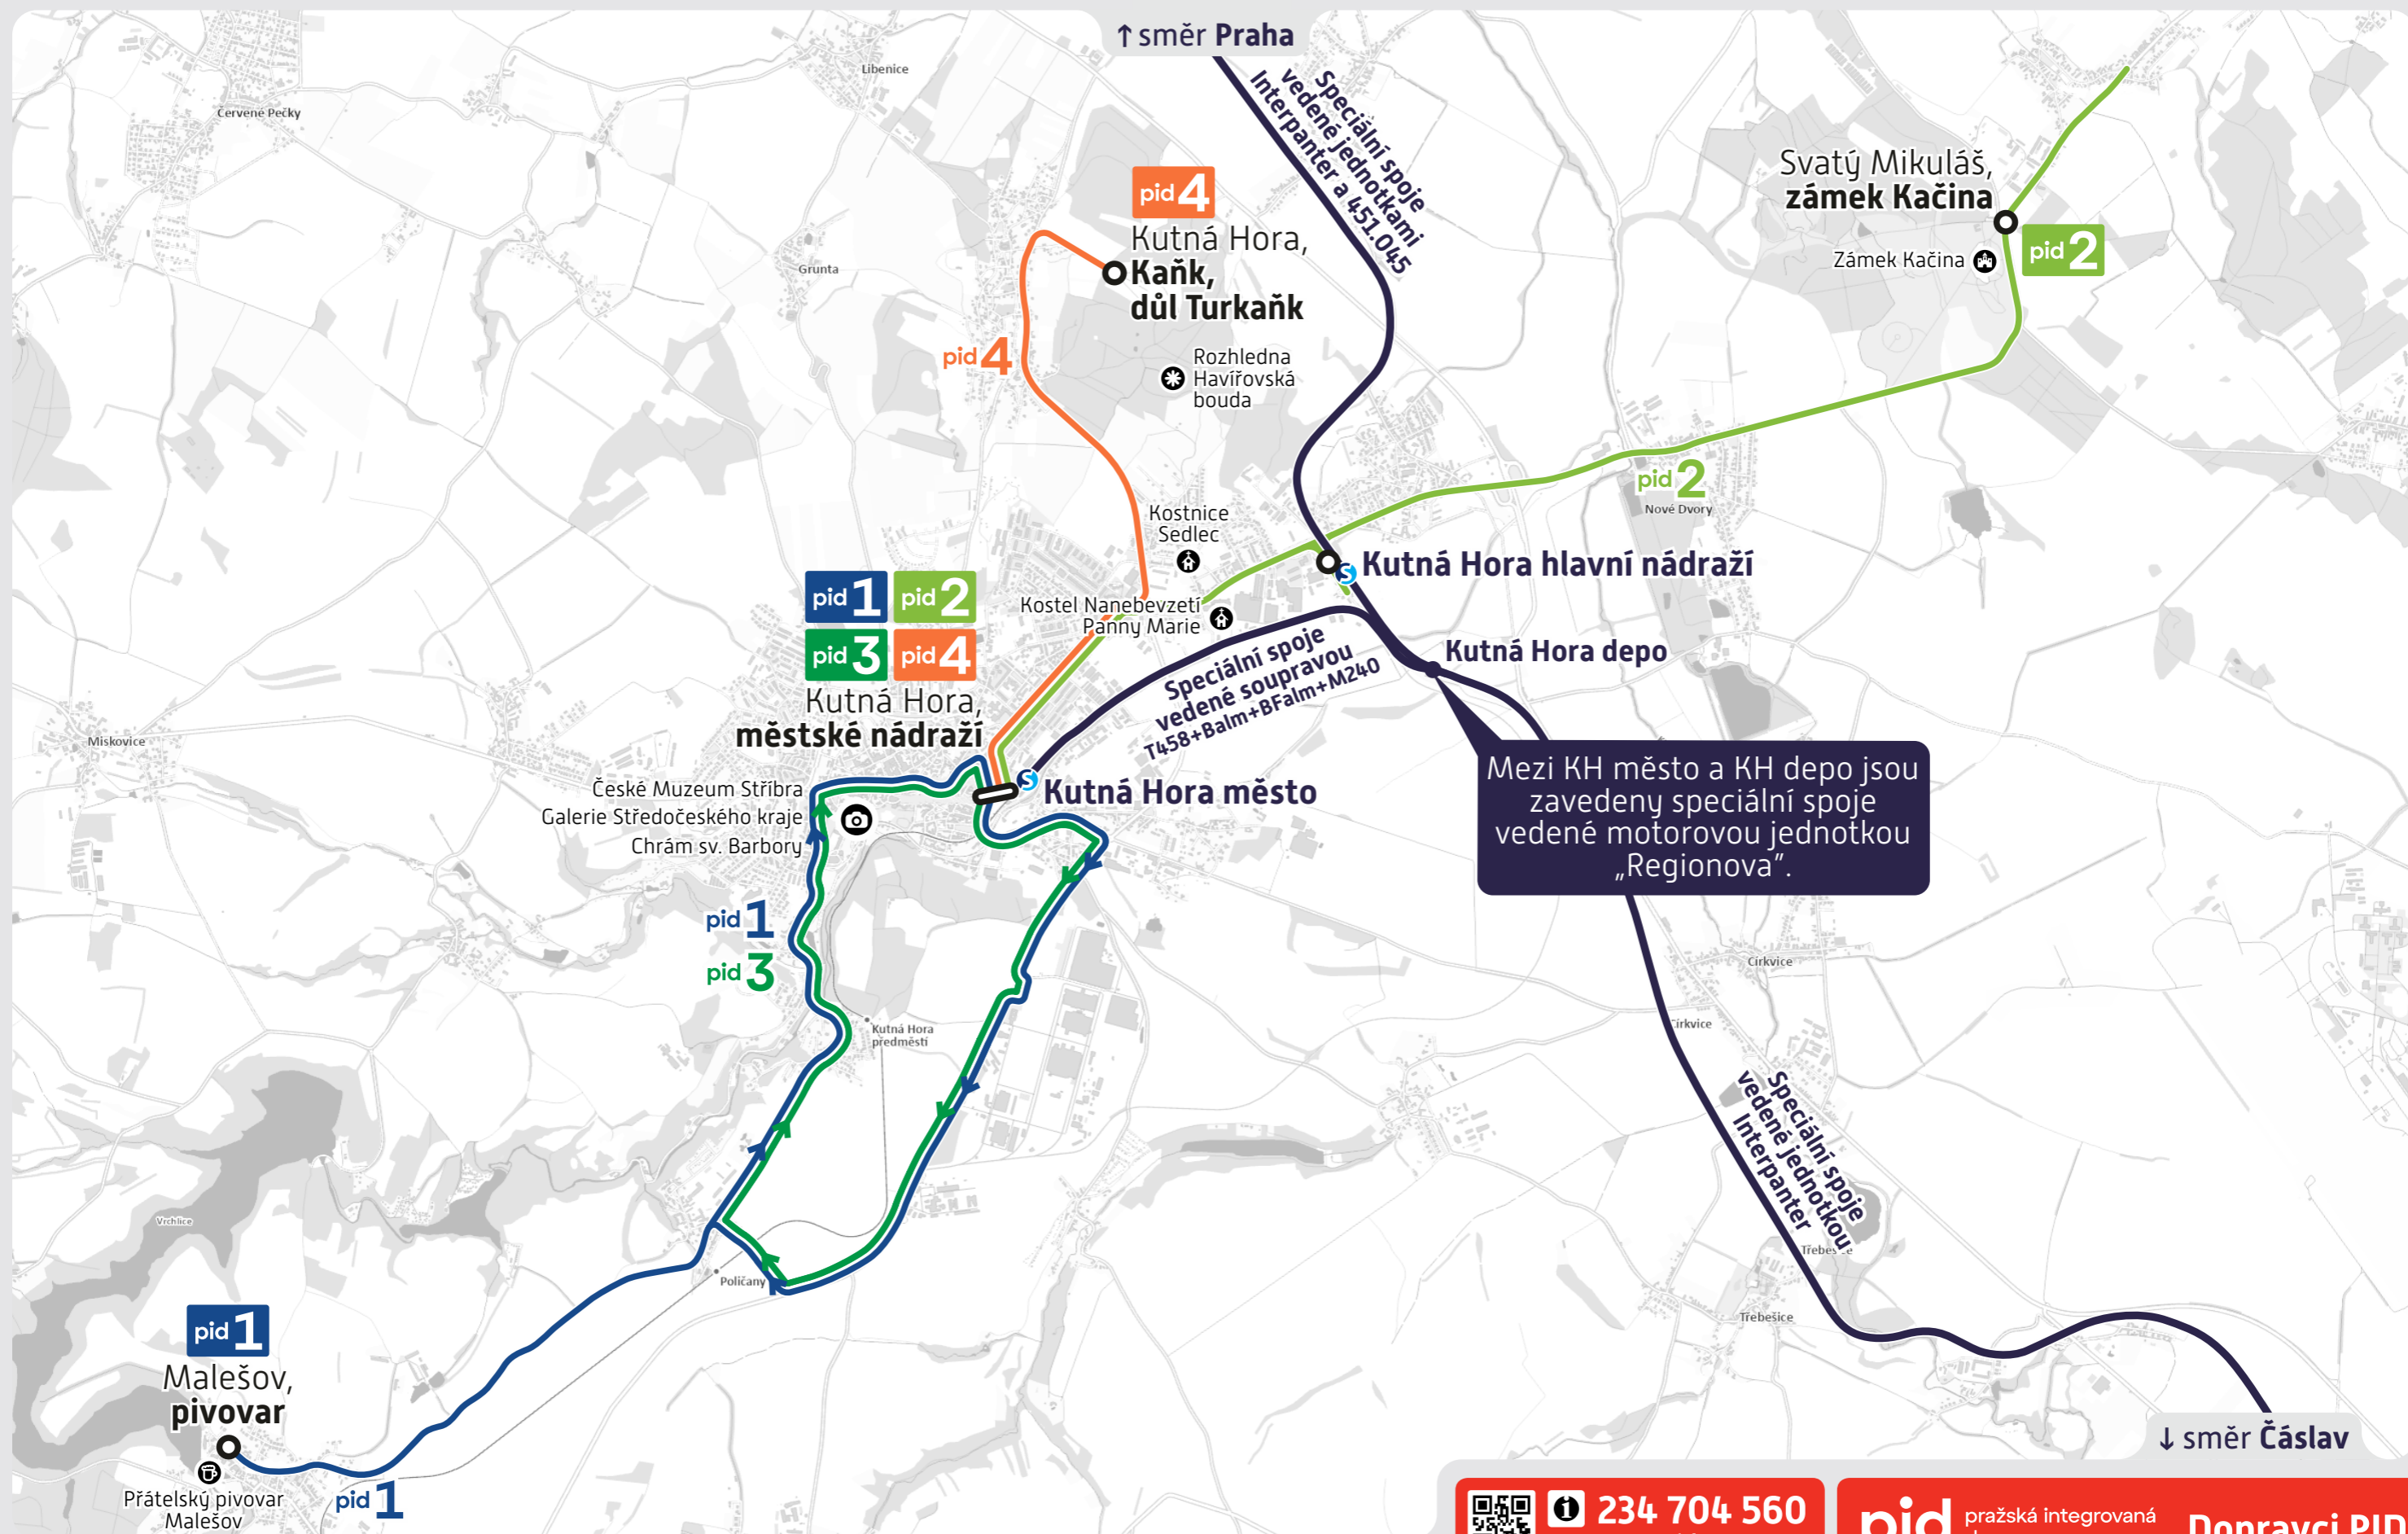 ↑ směr Praha
Speciální spoje
vedené jednotkami
Interpanter a 451.045
Libenice
Červené Pečky
pid 4
Kutná Hora,
Kaňk,
důl Turkaňk
Svatý Mikuláš,
zámek Kačina
Zámek Kačina
pid 2
Grunta
pid 4
Rozhledna
Havířovská
bouda
pid 2
Nové Dvory
Kostnice
Sedlec
S Kutná Hora hlavní nádraží
pid 1 pid 2
pid 3 pid 4
Kutná Hora,
městské nádraží
Kostel Nanebevzetí
Panny Marie
Speciální spoje
vedené soupravou
T458+Balm+BFalm+M240
Kutná Hora depo
Miskovice
S Kutná Hora město
Mezi KH město a KH depo jsou
zavedeny speciální spoje
vedené motorovou jednotkou
„Regionova”.
České Muzeum Stříbra
Galerie Středočeského kraje
Chrám sv. Barbory
pid 1
pid 3
Církvice
Církvice
Kutná Hora
předměstí
Speciální spoje
vedené jednotkou
Interpanter
Vrchlice
Třebešice
Poličany
Třebešice
pid 1
Malešov,
pivovar
Přátelský pivovar
Malešov
pid 1
↓ směr Čáslav
i 234 704 560
pid pražská integrovaná
Dopravci PID